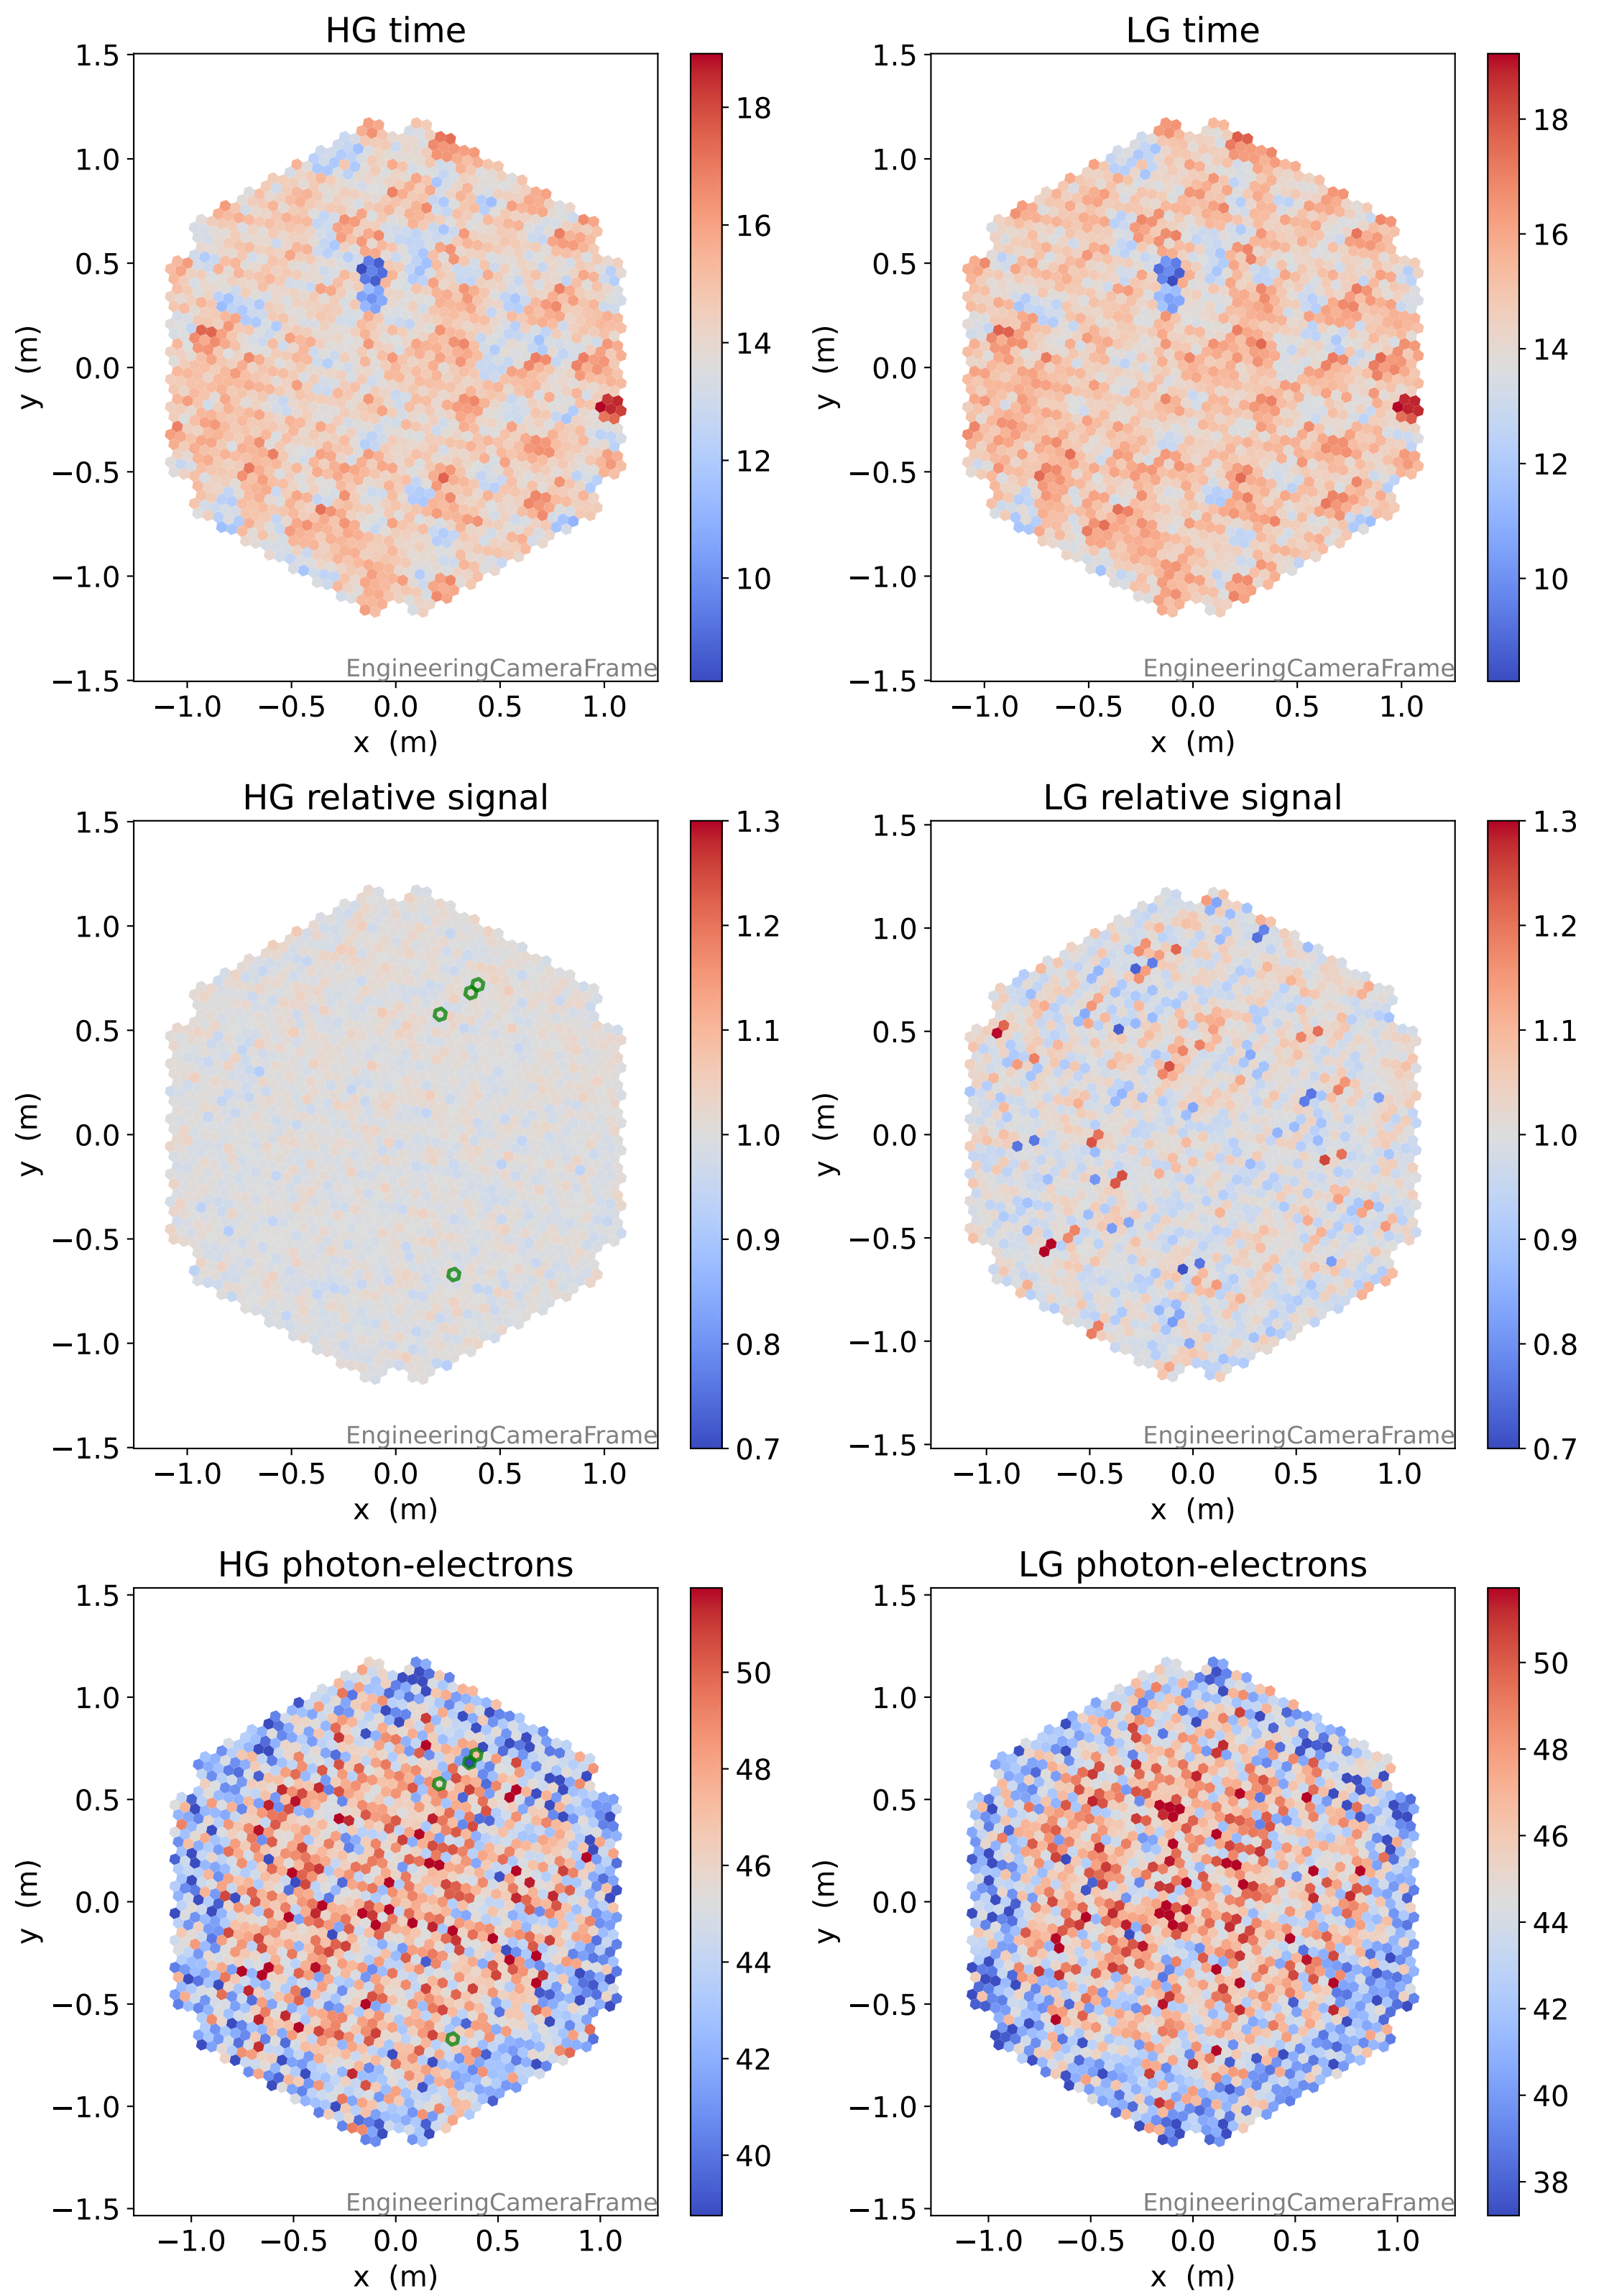 HG time
1.5
1.0
0.5
0.0
−0.5
−1.0
−1.5
y (m)
−1.0 −0.5 0.0 0.5 1.0
x (m)
EngineeringCameraFrame
18
16
14
12
10
LG time
1.5
1.0
0.5
0.0
−0.5
−1.0
−1.5
y (m)
−1.0 −0.5 0.0 0.5 1.0
x (m)
EngineeringCameraFrame
18
16
14
12
10
HG relative signal
1.5
1.0
0.5
0.0
−0.5
−1.0
−1.5
y (m)
−1.0 −0.5 0.0 0.5 1.0
x (m)
EngineeringCameraFrame
1.3
1.2
1.1
1.0
0.9
0.8
0.7
LG relative signal
1.5
1.0
0.5
0.0
−0.5
−1.0
−1.5
y (m)
−1.0 −0.5 0.0 0.5 1.0
x (m)
EngineeringCameraFrame
1.3
1.2
1.1
1.0
0.9
0.8
0.7
HG photon-electrons
1.5
1.0
0.5
0.0
−0.5
−1.0
−1.5
y (m)
−1.0 −0.5 0.0 0.5 1.0
x (m)
EngineeringCameraFrame
50
48
46
44
42
40
LG photon-electrons
1.5
1.0
0.5
0.0
−0.5
−1.0
−1.5
y (m)
−1.0 −0.5 0.0 0.5 1.0
x (m)
EngineeringCameraFrame
50
48
46
44
42
40
38